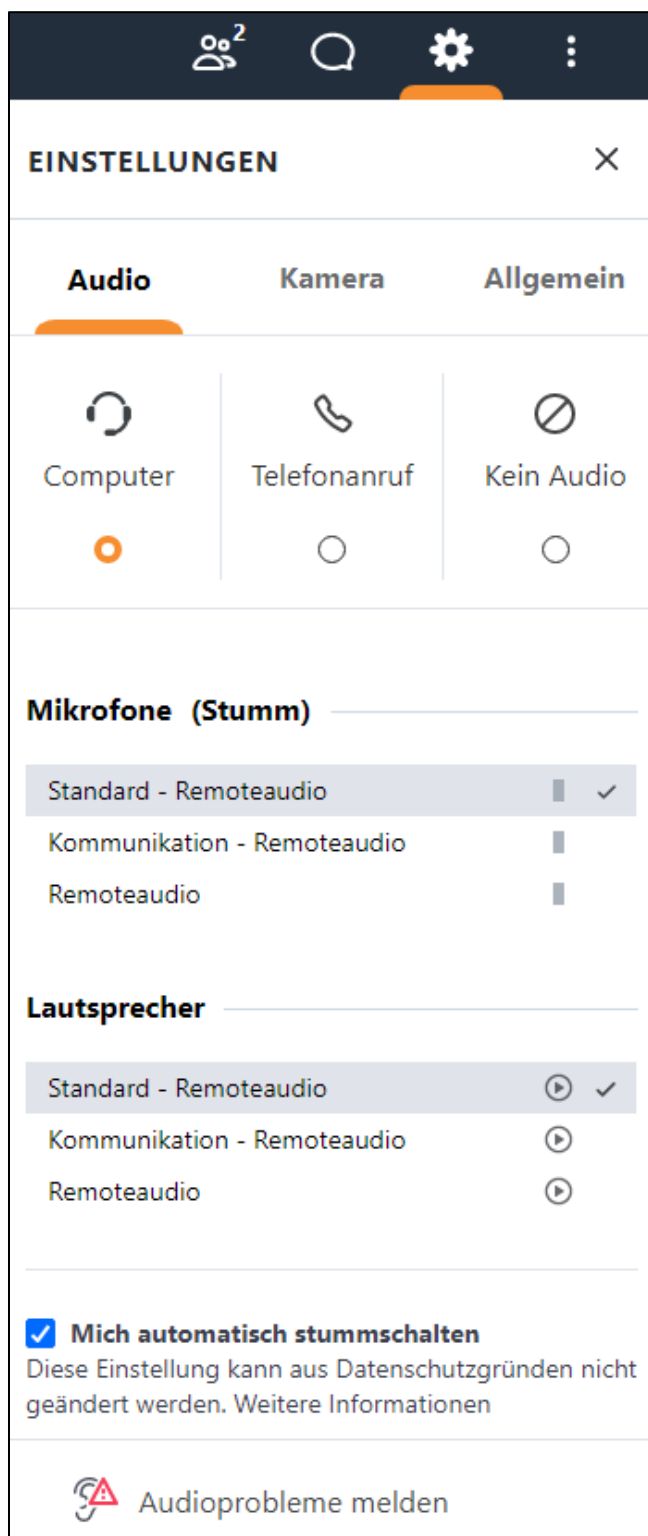 2
EINSTELLUNGEN
Audio Kamera Allgemein
Computer Telefonanruf Kein Audio
Mikrofone (Stumm)
Standard - Remoteaudio
Kommunikation - Remoteaudio
Remoteaudio
Lautsprecher
Standard - Remoteaudio
Kommunikation - Remoteaudio
Remoteaudio
Mich automatisch stummschalten
Diese Einstellung kann aus Datenschutzgründen nicht
geändert werden. Weitere Informationen
Audioprobleme melden